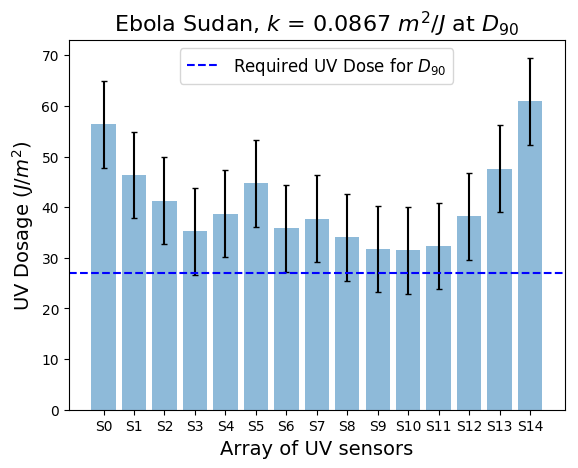 Ebola Sudan, k = 0.0867 m²/J at D₉₀
Required UV Dose for D₉₀
UV Dosage (J/m²)
70
60
50
40
30
20
10
0
S0 S1 S2 S3 S4 S5 S6 S7 S8 S9 S10 S11 S12 S13 S14
Array of UV sensors